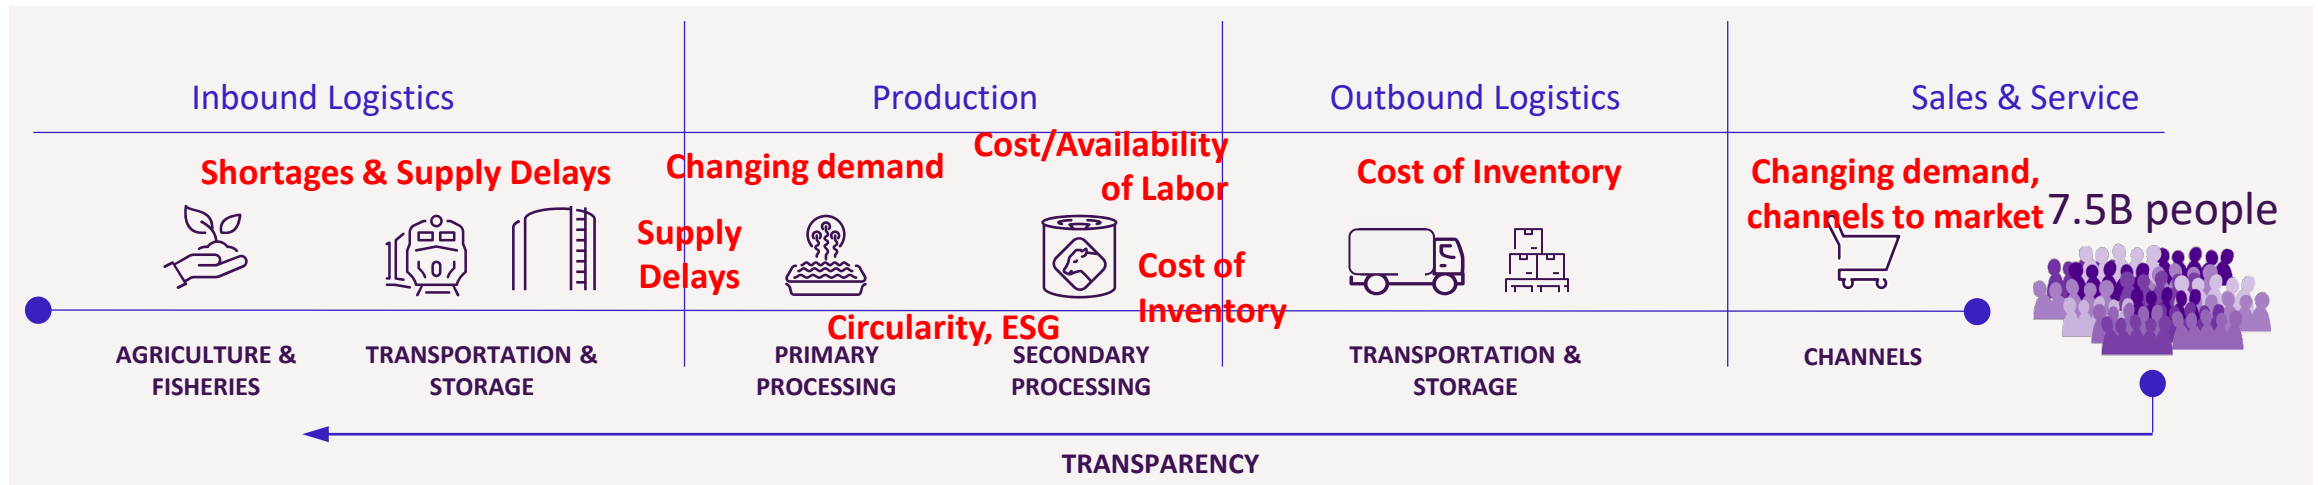 Inbound Logistics
Production
Outbound Logistics
Sales & Service
Shortages & Supply Delays
Changing demand
Cost/Availability
of Labor
Cost of Inventory
Changing demand,
channels to market
7.5B people
Supply
Delays
Cost of
Inventory
Circularity, ESG
AGRICULTURE &
FISHERIES
TRANSPORTATION &
STORAGE
PRIMARY
PROCESSING
SECONDARY
PROCESSING
TRANSPORTATION &
STORAGE
CHANNELS
TRANSPARENCY